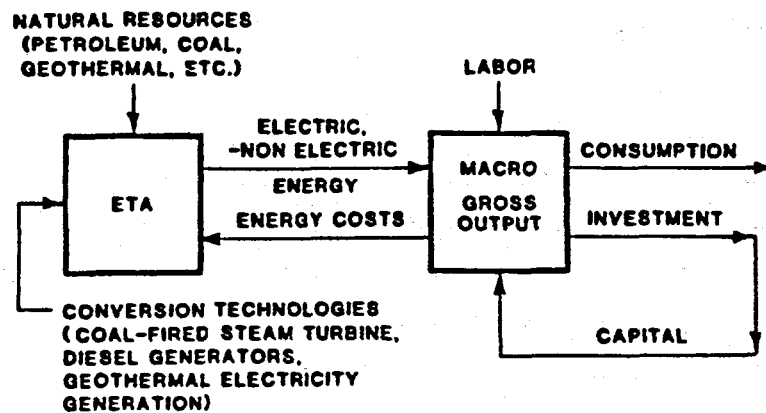 NATURAL RESOURCES
(PETROLEUM, COAL,
GEOTHERMAL, ETC.)
LABOR
ELECTRIC,
-NON ELECTRIC
ENERGY
ENERGY COSTS
ETA
MACRO
GROSS
OUTPUT
CONSUMPTION
INVESTMENT
CAPITAL
CONVERSION TECHNOLOGIES
(COAL-FIRED STEAM TURBINE,
DIESEL GENERATORS,
GEOTHERMAL ELECTRICITY
GENERATION)